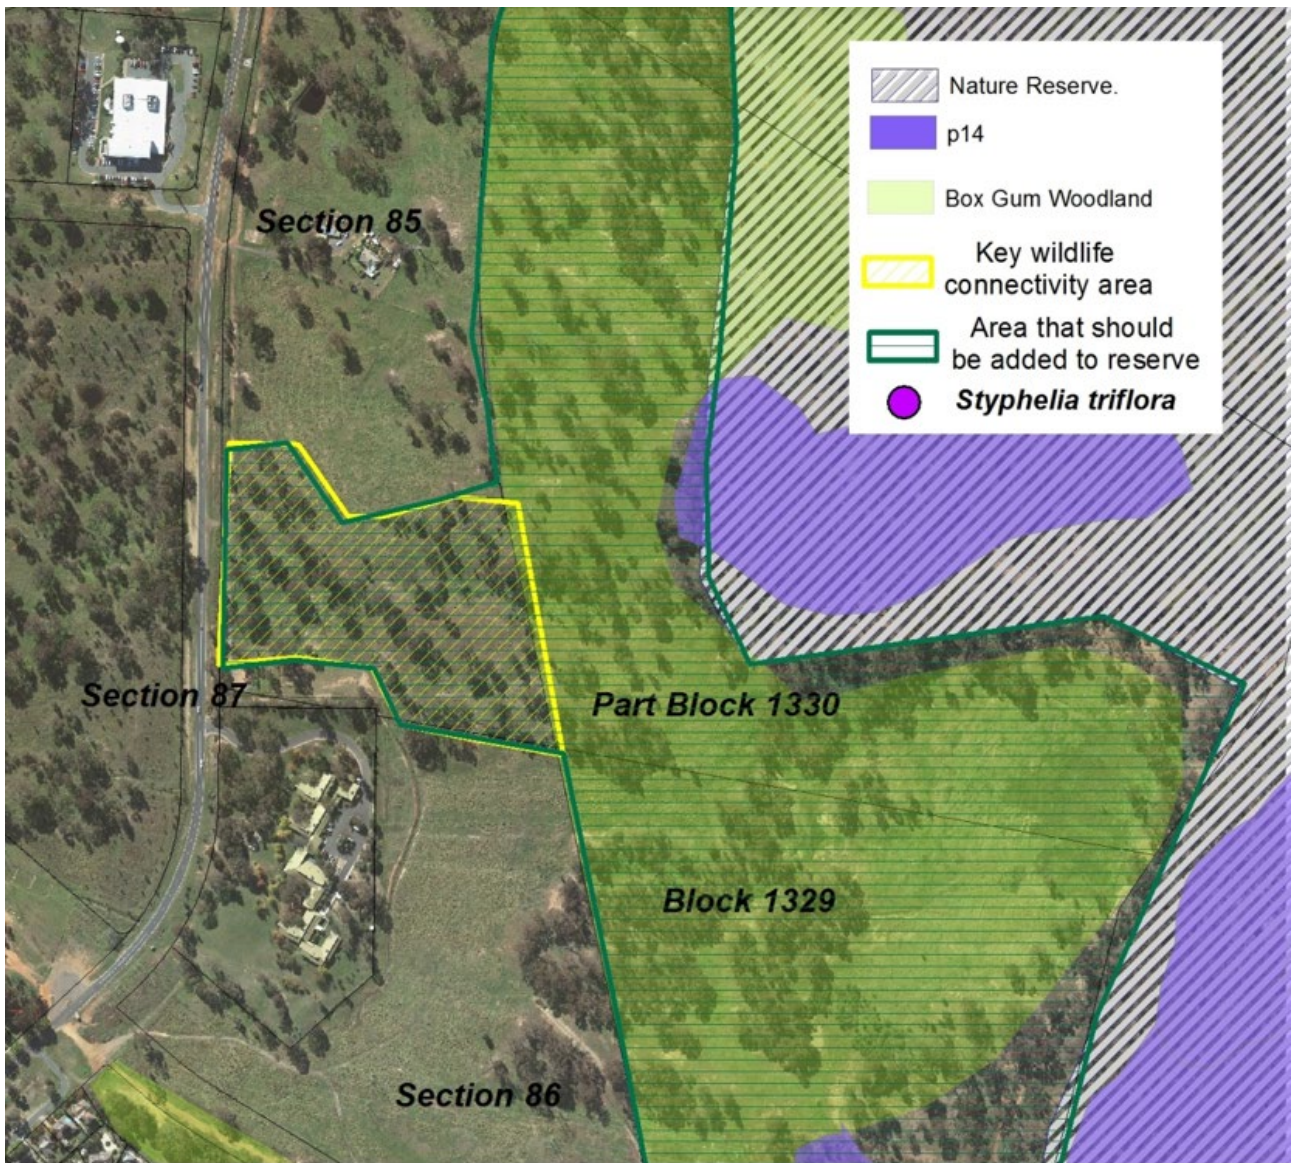 Nature Reserve.
p14
Section 85
Box Gum Woodland
Key wildlife
connectivity area
Area that should
be added to reserve
Styphelia triflora
Section 87
Part Block 1330
Block 1329
Section 86